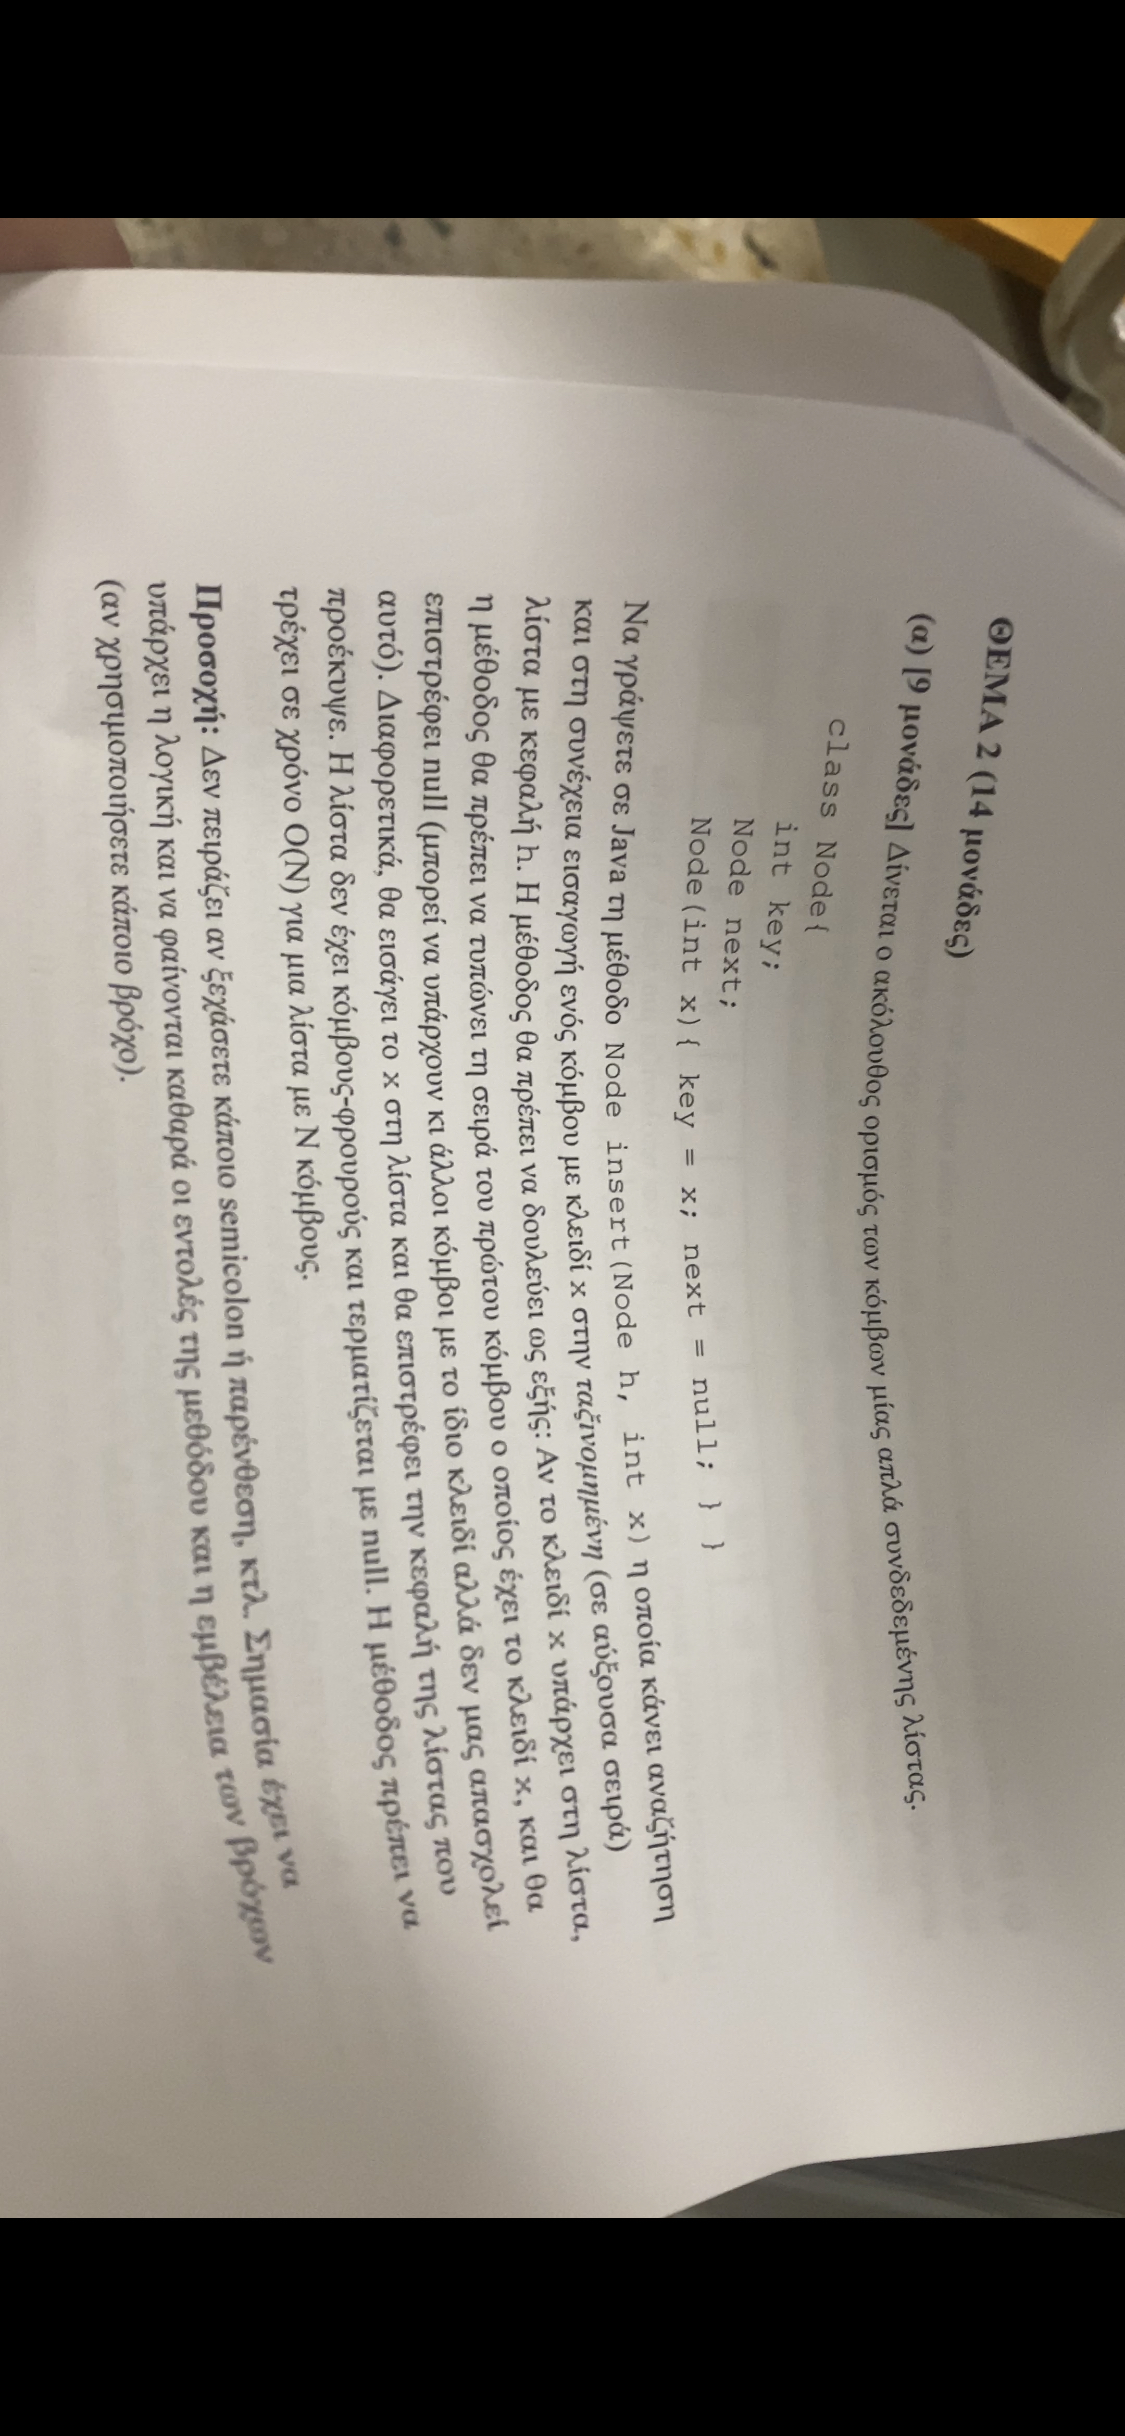 ΘΕΜΑ 2 (14 μονάδες)
(α) [9 μονάδες] Δίνεται ο ακόλουθος ορισμός των κόμβων μίας απλά συνδεδεμένης λίστας.
class Node{
int key;
Node next;
Node(int x){ key = x; next = null; } }
Να γράψετε σε Java τη μέθοδο Node insert(Node h, int x) η οποία κάνει αναζήτηση
και στη συνέχεια εισαγωγή ενός κόμβου με κλειδί x στην ταξινομημένη (σε αύξουσα σειρά)
λίστα με κεφαλή h. Η μέθοδος θα πρέπει να δουλεύει ως εξής: Αν το κλειδί x υπάρχει στη λίστα,
η μέθοδος θα πρέπει να τυπώνει τη σειρά του πρώτου κόμβου ο οποίος έχει το κλειδί x, και θα
επιστρέφει null (μπορεί να υπάρχουν κι άλλοι κόμβοι με το ίδιο κλειδί αλλά δεν μας απασχολεί
αυτό). Διαφορετικά, θα εισάγει το x στη λίστα και θα επιστρέφει την κεφαλή της λίστας που
προέκυψε. Η λίστα δεν έχει κόμβους-φρουρούς και τερματίζεται με null. Η μέθοδος πρέπει να
τρέχει σε χρόνο O(N) για μια λίστα με N κόμβους.
Προσοχή: Δεν πειράζει αν ξεχάσετε κάποιο semicolon ή παρένθεση, κτλ. Σημασία έχει να
υπάρχει η λογική και να φαίνονται καθαρά οι εντολές της μεθόδου και η εμβέλεια των βρόχων
(αν χρησιμοποιήσετε κάποιο βρόχο).